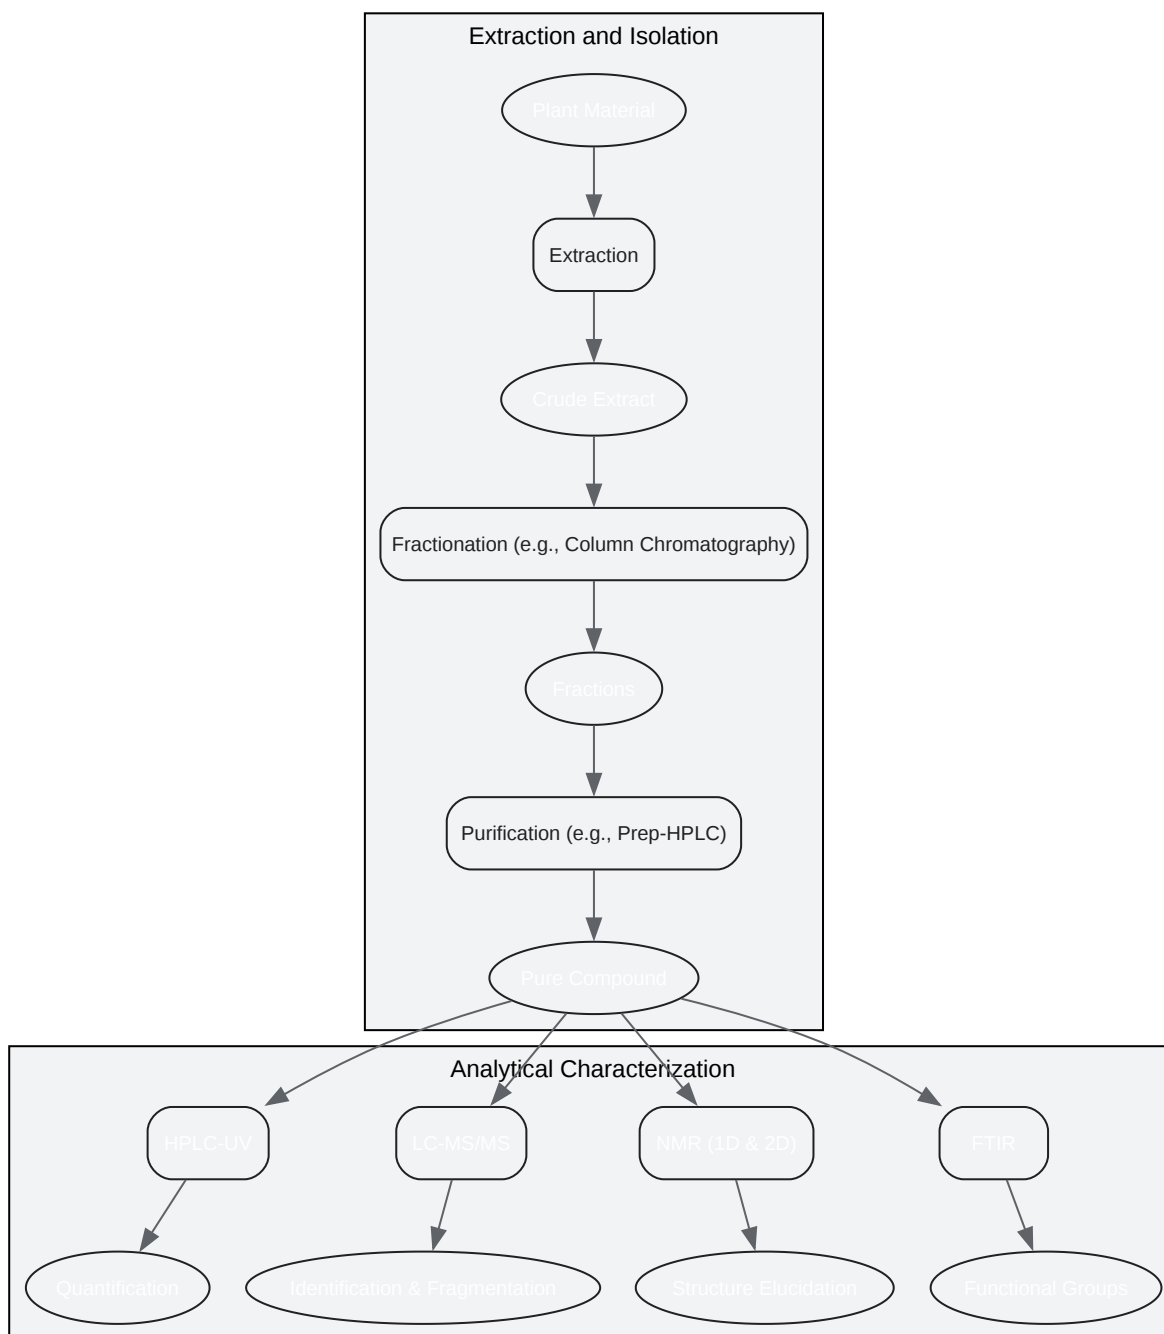 Extraction and Isolation
Plant Material
Extraction
Crude Extract
Fractionation (e.g., Column Chromatography)
Fractions
Purification (e.g., Prep-HPLC)
Pure Compound
Analytical Characterization
HPLC-UV
LC-MS/MS
NMR (1D & 2D)
FTIR
Quantification
Identification & Fragmentation
Structure Elucidation
Functional Groups